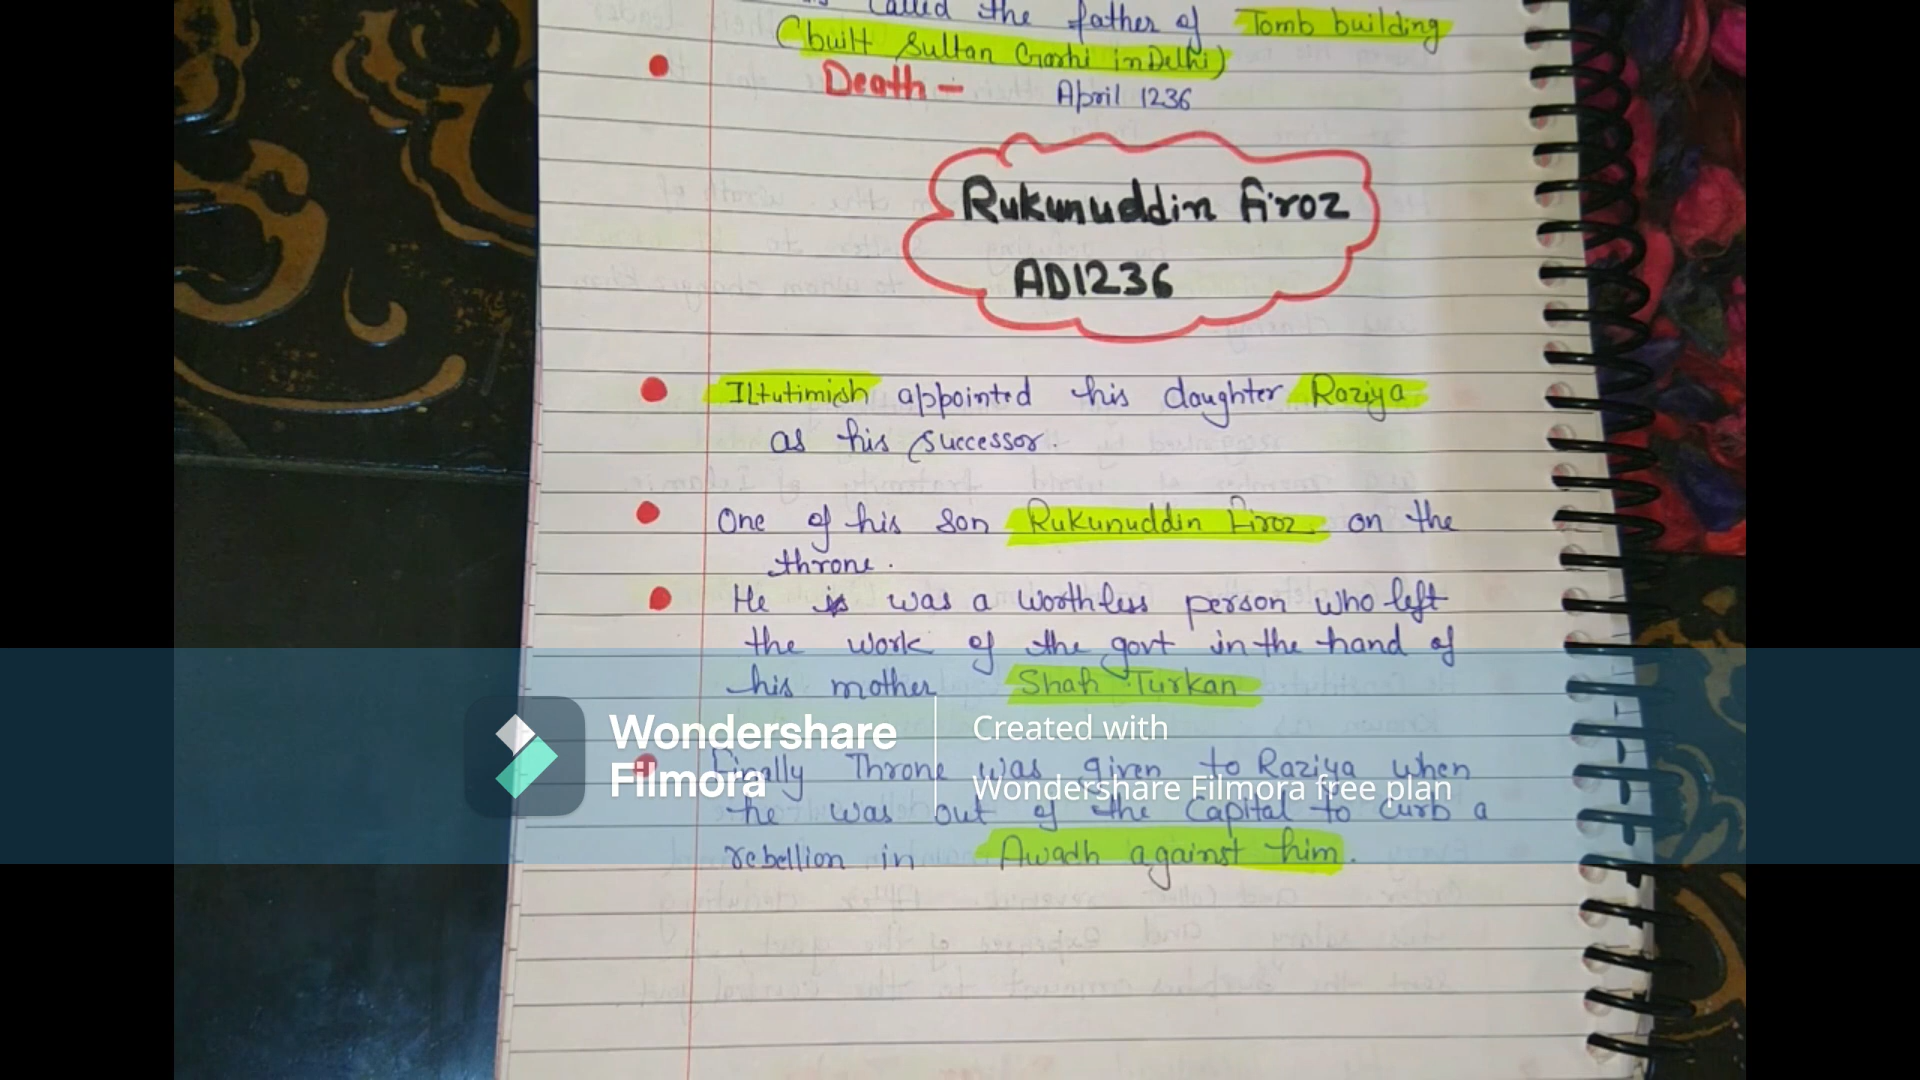 called the father of Tomb building
(built Sultan Garhi in Delhi)
Death - April 1236
Rukunuddin Firoz
AD1236
Iltutimish appointed his daughter Raziya
as his successor.
One of his son Rukunuddin Firoz on the
throne.
He is was a worthless person who left
the work of the govt in the hand of
his mother Shah Turkan
Wondershare
Filmora
Created with
Wondershare Filmora free plan
Finally Throne was given to Raziya when
he was out of the Capital to curb a
rebellion in Awadh against him.